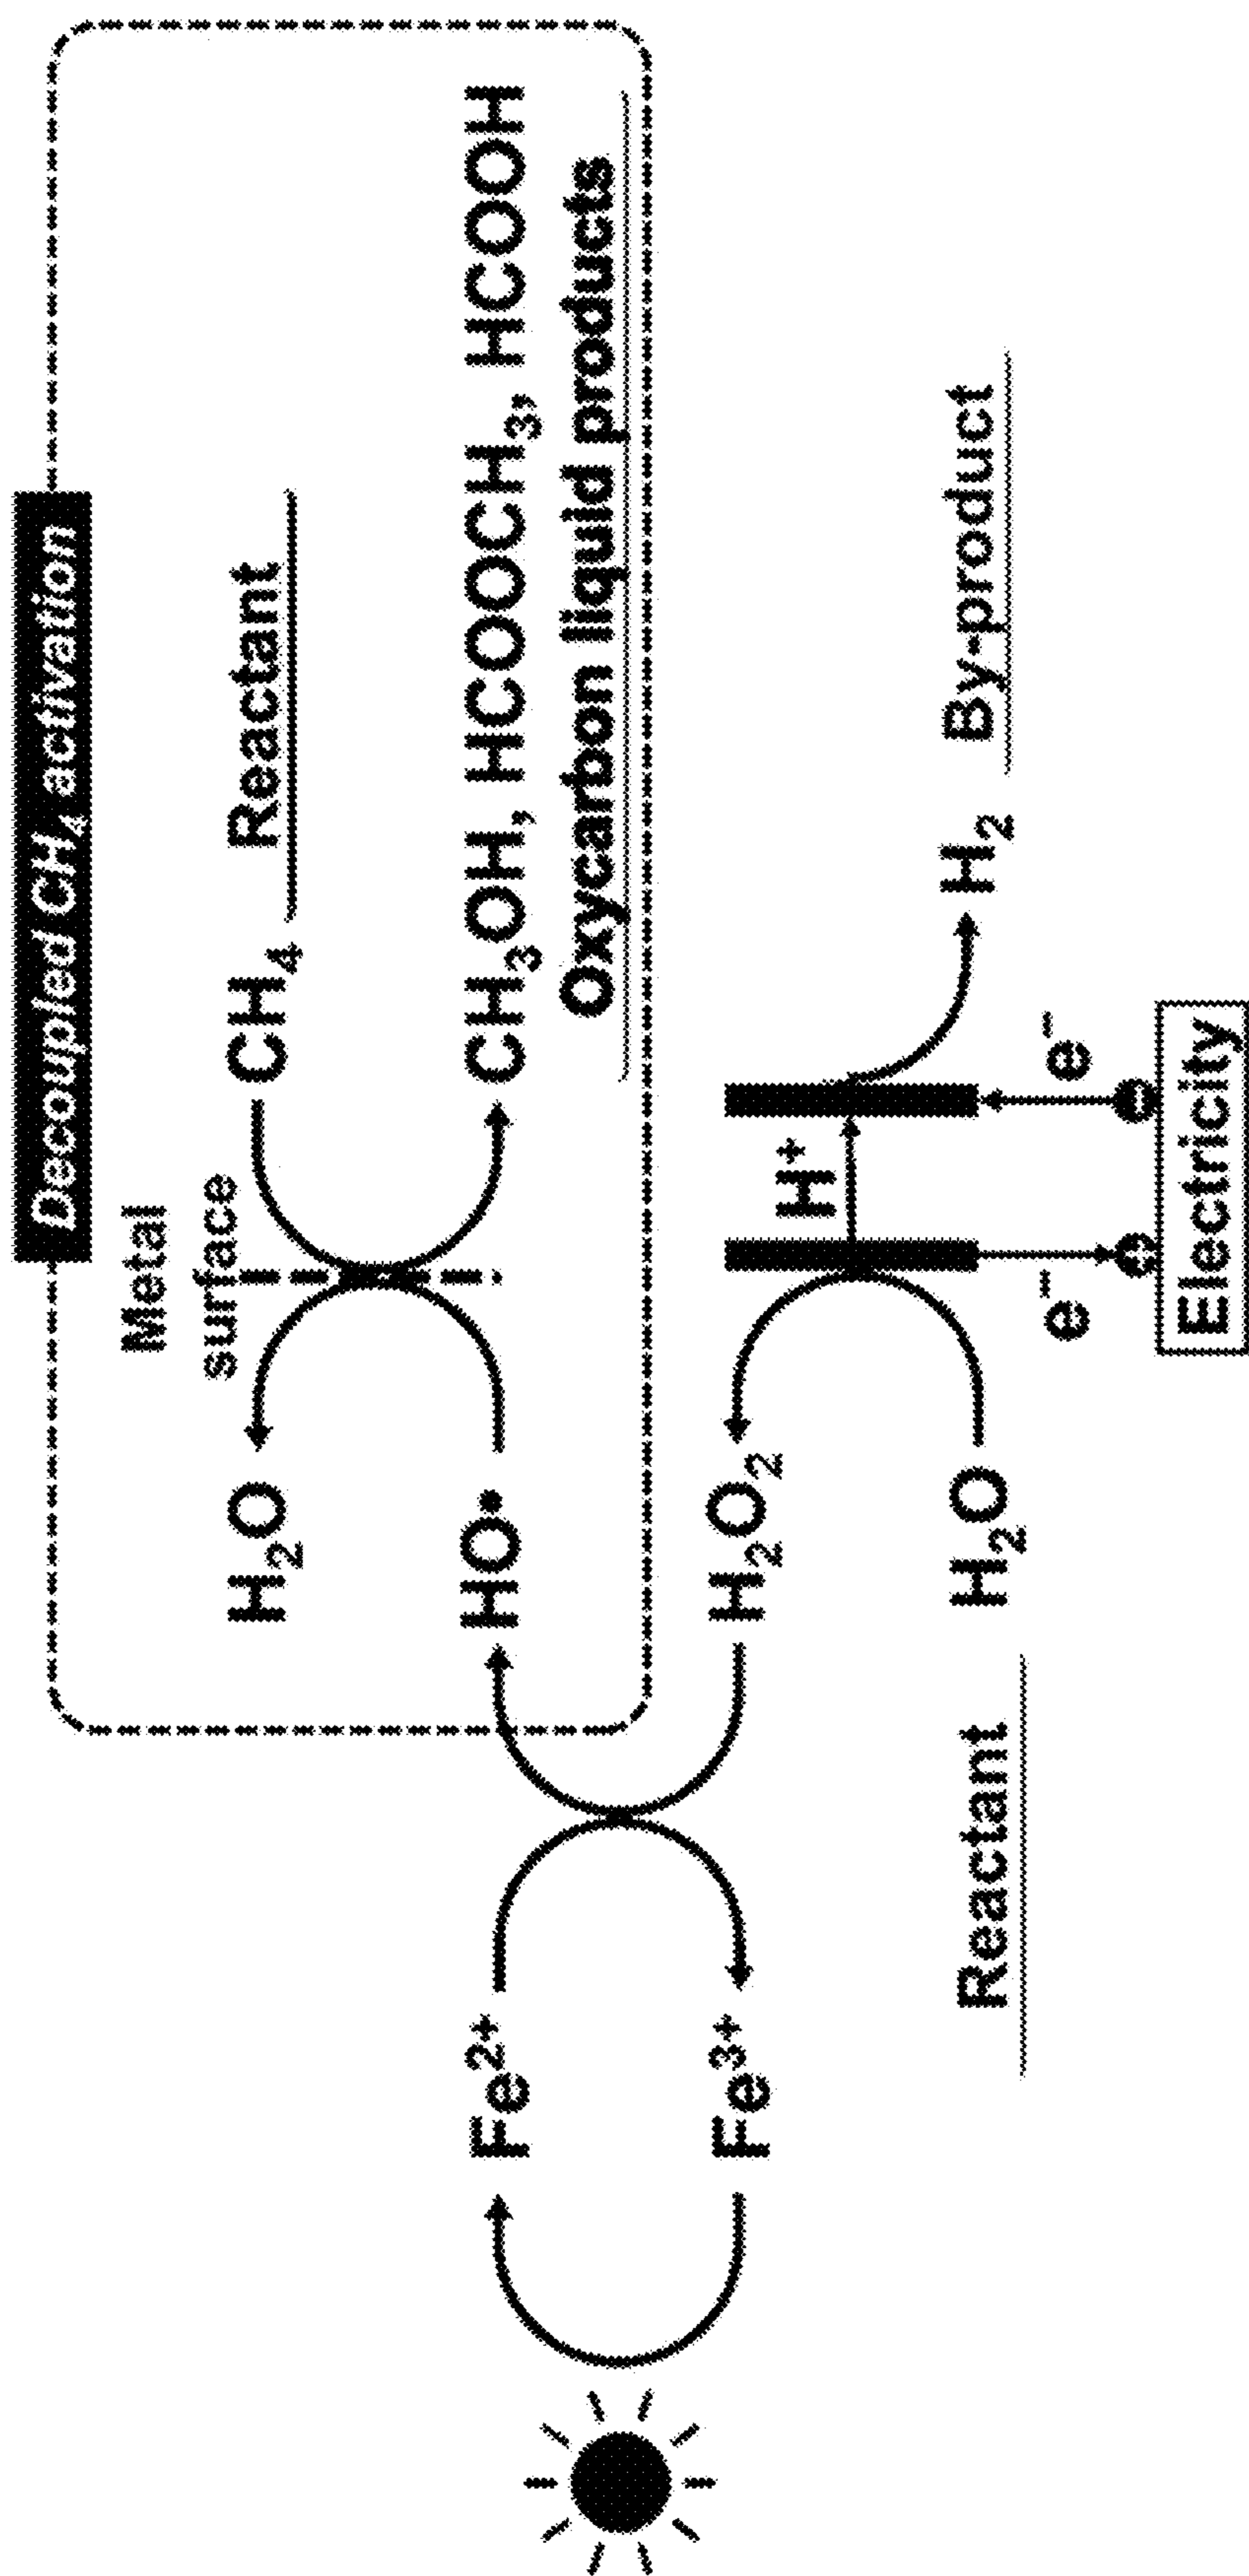 Decoupled CH₄ activation
Metal
surface
H₂O
CH₄
Reactant
Fe²⁺
HO•
CH₃OH, HCOOCH₃, HCOOH
Oxycarbon liquid products
Fe³⁺
H₂O₂
H⁺
Reactant
H₂O
H₂
By-product
e⁻
e⁻
Electricity